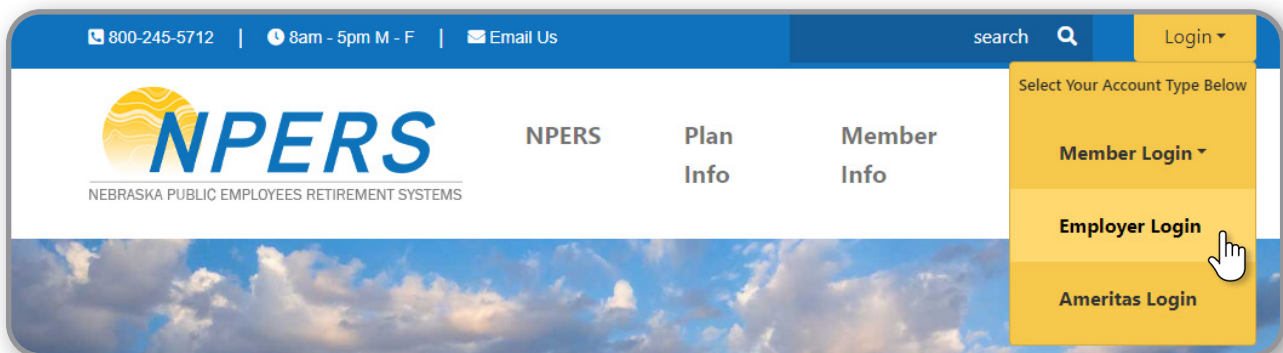 800-245-5712 | 8am - 5pm M - F | Email Us
search
Login
Select Your Account Type Below
Member Login
Employer Login
Ameritas Login
NPERS
NEBRASKA PUBLIC EMPLOYEES RETIREMENT SYSTEMS
NPERS
Plan
Info
Member
Info